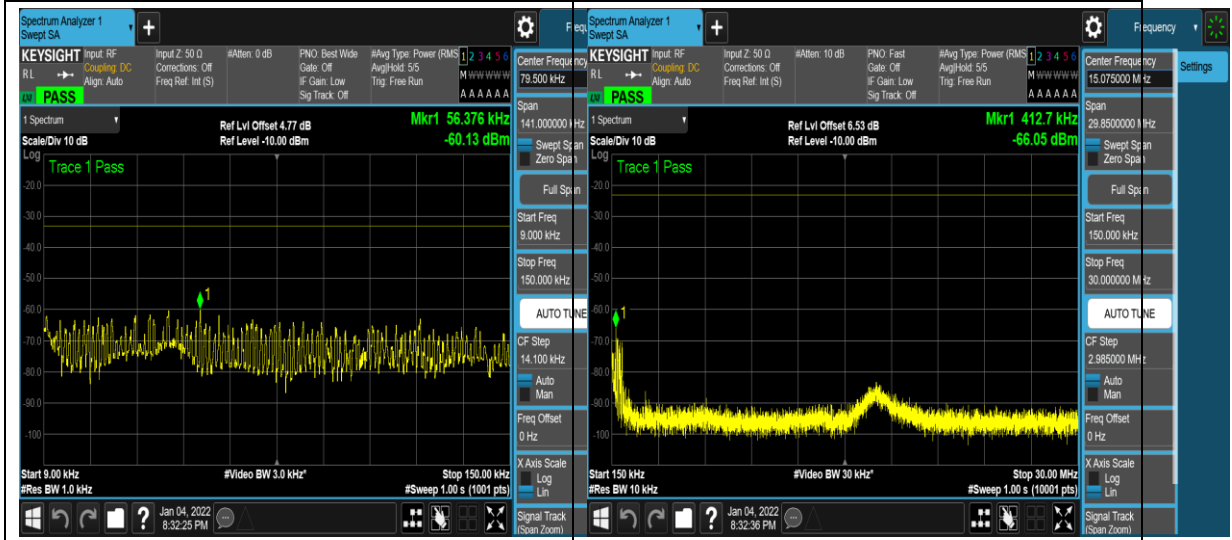 Spectrum Analyzer 1
Swept SA
KEYSIGHT
RL
PASS
Input: RF
Coupling: DC
Align: Auto
Input Z: 50 Ω
Corrections: Off
Freq Ref: Int (S)
#Atten: 0 dB
PNO: Best Wide
Gate: Off
IF Gain: Low
Sig Track: Off
#Avg Type: Power (RMS
Avg|Hold: 5/5
Trig: Free Run
1 2 3 4 5 6
M W W W W W
A A A A A A
1 Spectrum
Scale/Div 10 dB
Ref Lvl Offset 4.77 dB
Ref Level -10.00 dBm
Mkr1 56.376 kHz
-60.13 dBm
Log
Trace 1 Pass
-20.0
-30.0
-40.0
-50.0
-60.0
-70.0
-80.0
-90.0
-100
1
Start 9.00 kHz
#Res BW 1.0 kHz
#Video BW 3.0 kHz*
Stop 150.00 kHz
#Sweep 1.00 s (1001 pts)
Jan 04, 2022
8:32:25 PM
Frequ
Center Frequency
79.500 kHz
Span
141.000000 kHz
Swept Span
Zero Span
Full Span
Start Freq
9.000 kHz
Stop Freq
150.000 kHz
AUTO TUNE
CF Step
14.100 kHz
Auto
Man
Freq Offset
0 Hz
X Axis Scale
Log
Lin
Signal Track
(Span Zoom)
Spectrum Analyzer 1
Swept SA
KEYSIGHT
RL
PASS
Input: RF
Coupling: DC
Align: Auto
Input Z: 50 Ω
Corrections: Off
Freq Ref: Int (S)
#Atten: 10 dB
PNO: Fast
Gate: Off
IF Gain: Low
Sig Track: Off
#Avg Type: Power (RMS
Avg|Hold: 5/5
Trig: Free Run
1 2 3 4 5 6
M W W W W W
A A A A A A
1 Spectrum
Scale/Div 10 dB
Ref Lvl Offset 6.53 dB
Ref Level -10.00 dBm
Mkr1 412.7 kHz
-66.05 dBm
Log
Trace 1 Pass
-20.0
-30.0
-40.0
-50.0
-60.0
-70.0
-80.0
-90.0
-100
1
Start 150 kHz
#Res BW 10 kHz
#Video BW 30 kHz*
Stop 30.00 MHz
#Sweep 1.00 s (10001 pts)
Jan 04, 2022
8:32:36 PM
Frequency
Settings
Center Frequency
15.075000 MHz
Span
29.8500000 MHz
Swept Span
Zero Span
Full Span
Start Freq
150.000 kHz
Stop Freq
30.000000 MHz
AUTO TUNE
CF Step
2.985000 MHz
Auto
Man
Freq Offset
0 Hz
X Axis Scale
Log
Lin
Signal Track
(Span Zoom)